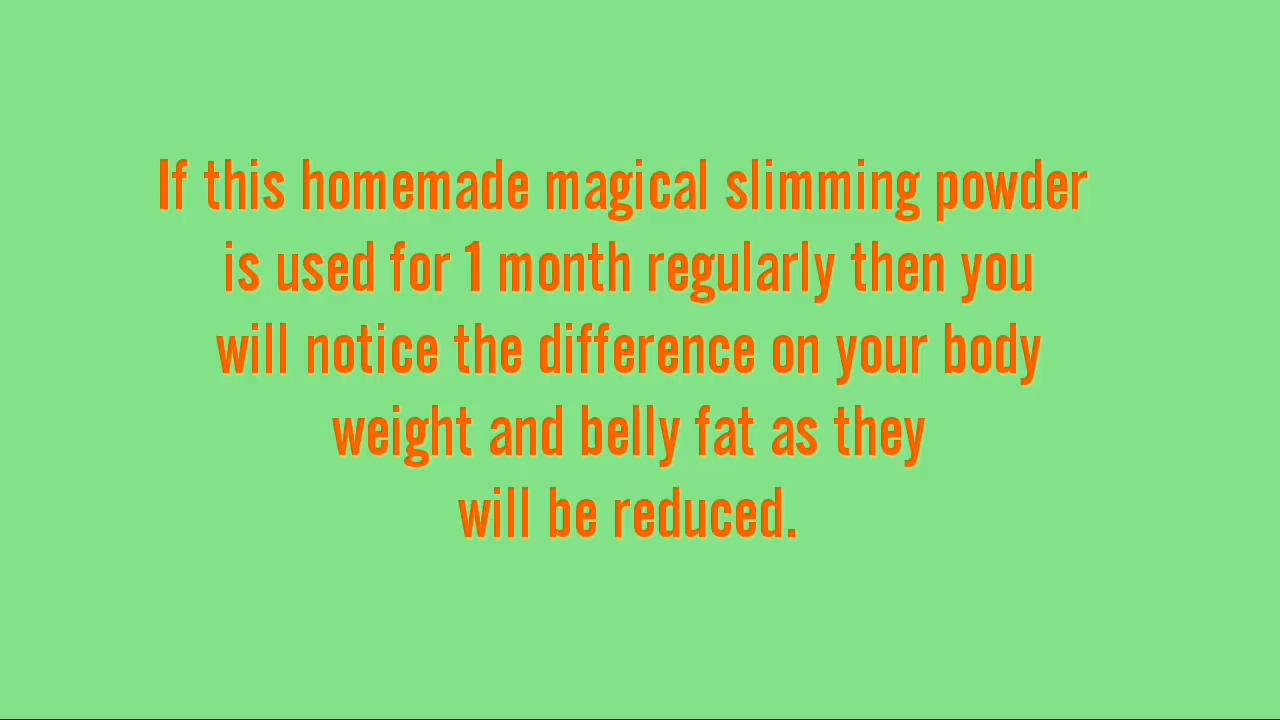 If this homemade magical slimming powder
is used for 1 month regularly then you
will notice the difference on your body
weight and belly fat as they
will be reduced.